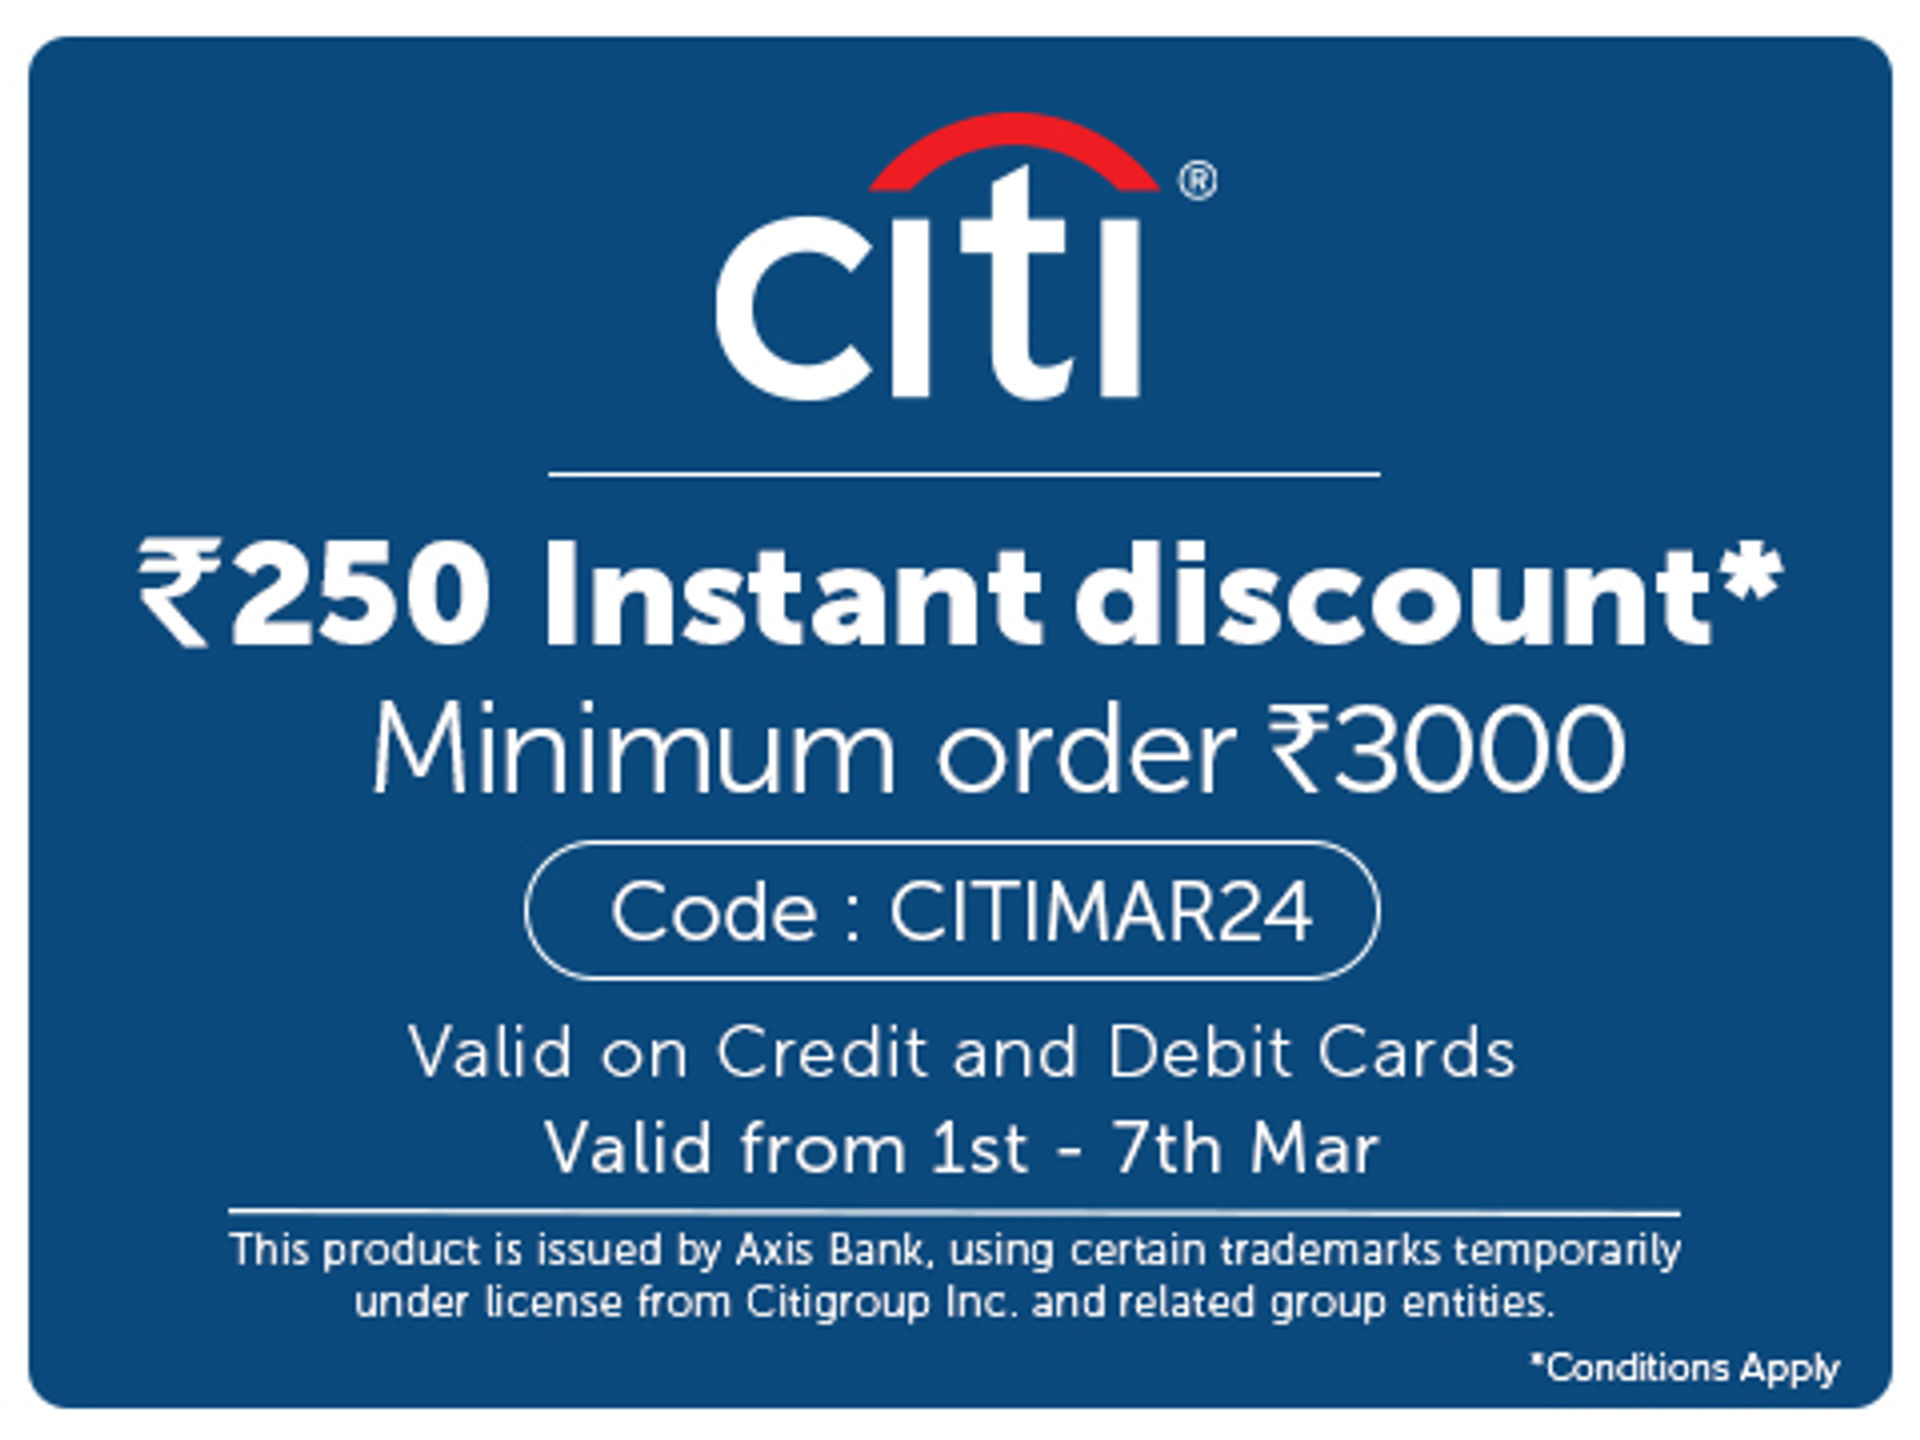 citi®
₹250 Instant discount*
Minimum order ₹3000
Code : CITIMAR24
Valid on Credit and Debit Cards
Valid from 1st - 7th Mar
This product is issued by Axis Bank, using certain trademarks temporarily
under license from Citigroup Inc. and related group entities.
*Conditions Apply